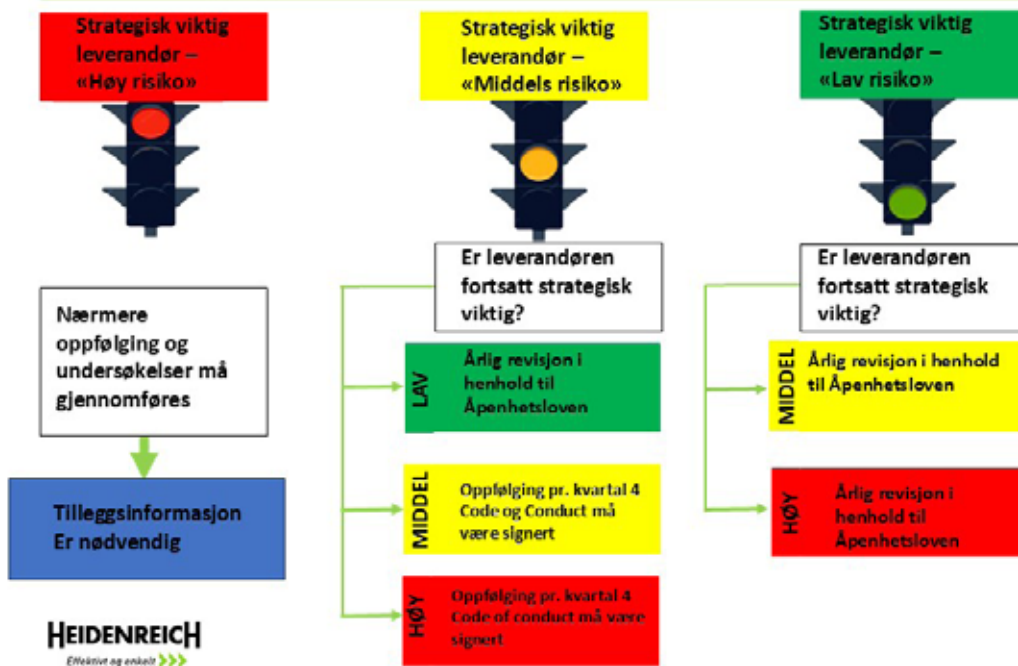 Strategisk viktig
leverandør –
«Høy risiko»
Nærmere
oppfølging og
undersøkelser må
gjennomføres
Tilleggsinformasjon
Er nødvendig
HEIDENREICH
Effektivt og enkelt >>>
Strategisk viktig
leverandør –
«Middels risiko»
Er leverandøren
fortsatt strategisk
viktig?
LAV
Årlig revisjon i
henhold til
Åpenhetsloven
MIDDEL
Oppfølging pr. kvartal 4
Code og Conduct må
være signert
HØY
Oppfølging pr. kvartal 4
Code of conduct må være
signert
Strategisk viktig
leverandør –
«Lav risiko»
Er leverandøren
fortsatt strategisk
viktig?
MIDDEL
Årlig revisjon i henhold
til Åpenhetsloven
HØY
Årlig revisjon i
henhold til
Åpenhetsloven